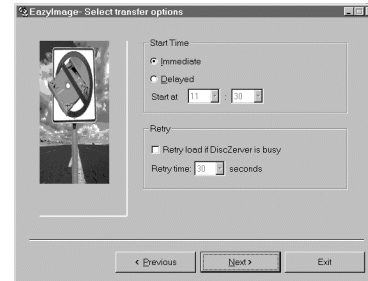 EazyImage- Select transfer options
Start Time
Immediate
Delayed
Start at 11 : 30
Retry
Retry load if DiscZerver is busy
Retry time: 30 seconds
< Previous
Next >
Exit